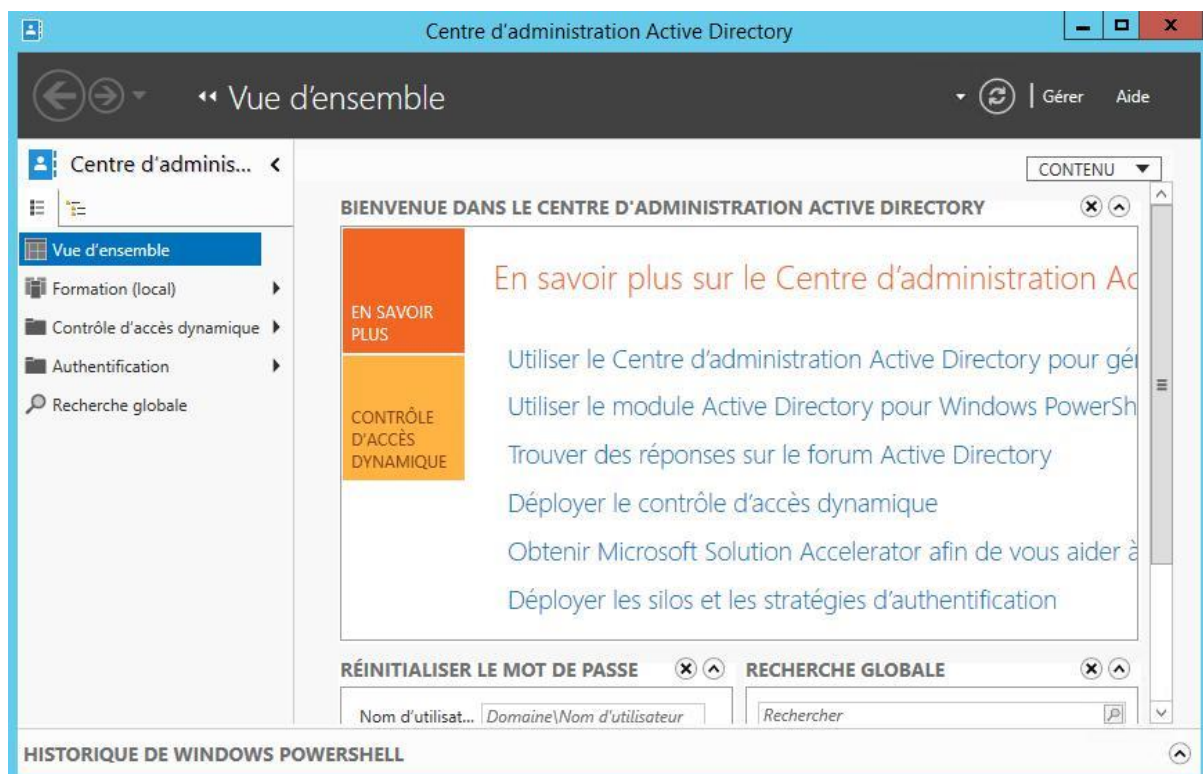 Centre d'administration Active Directory
Vue d'ensemble
Gérer Aide
Centre d'adminis...
Vue d'ensemble
Formation (local)
Contrôle d'accès dynamique
Authentification
Recherche globale
CONTENU
BIENVENUE DANS LE CENTRE D'ADMINISTRATION ACTIVE DIRECTORY
EN SAVOIR
PLUS
CONTRÔLE
D'ACCÈS
DYNAMIQUE
En savoir plus sur le Centre d'administration Ac
Utiliser le Centre d'administration Active Directory pour gér
Utiliser le module Active Directory pour Windows PowerSh
Trouver des réponses sur le forum Active Directory
Déployer le contrôle d'accès dynamique
Obtenir Microsoft Solution Accelerator afin de vous aider à
Déployer les silos et les stratégies d'authentification
RÉINITIALISER LE MOT DE PASSE
Nom d'utilisat... Domaine\Nom d'utilisateur
RECHERCHE GLOBALE
Rechercher
HISTORIQUE DE WINDOWS POWERSHELL